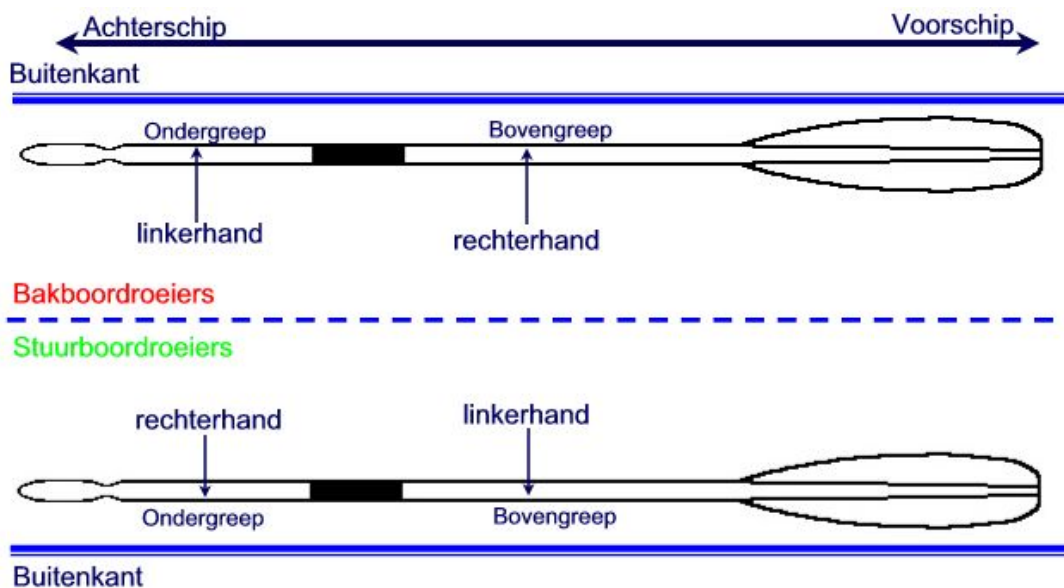 Achterschip Voorschip
Buitenkant
Ondergreep Bovengreep
linkerhand rechterhand
Bakboordroeiers
Stuurboordroeiers
rechterhand linkerhand
Ondergreep Bovengreep
Buitenkant